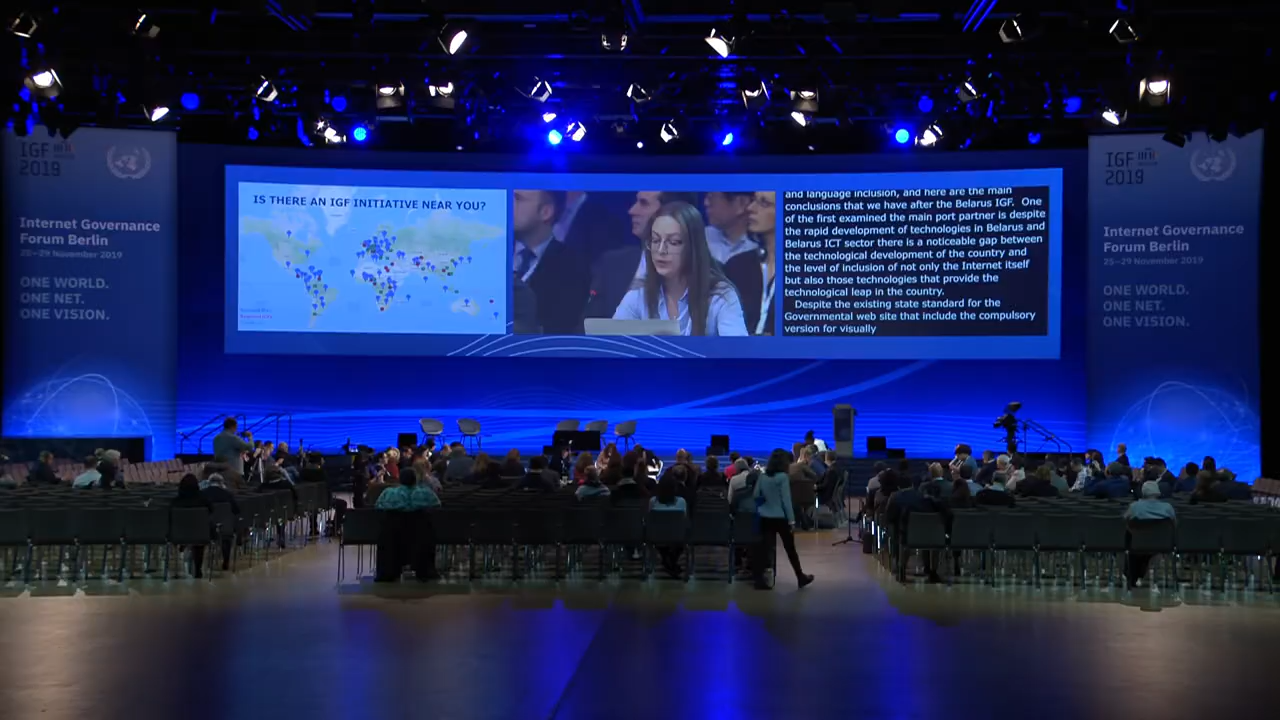 IGF
2019
Internet Governance
Forum Berlin
25–29 November 2019
ONE WORLD.
ONE NET.
ONE VISION.
IS THERE AN IGF INITIATIVE NEAR YOU?
and language inclusion, and here are the main
conclusions that we have after the Belarus IGF. One
of the first examined the main port partner is despite
the rapid development of technologies in Belarus and
Belarus ICT sector there is a noticeable gap between
the technological development of the country and
the level of inclusion of not only the Internet itself
but also those technologies that provide the
technological leap in the country.
Despite the existing state standard for the
Governmental web site that include the compulsory
version for visually
IGF
2019
Internet Governance
Forum Berlin
25–29 November 2019
ONE WORLD.
ONE NET.
ONE VISION.